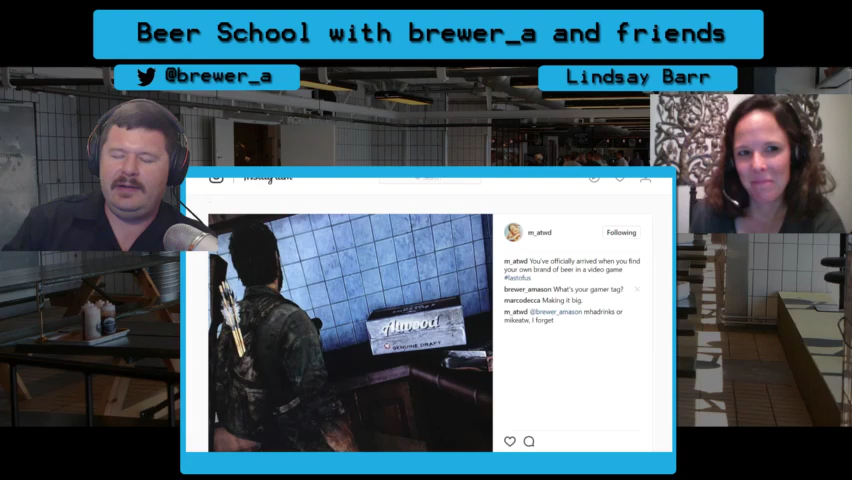 Beer School with brewer_a and friends
@brewer_a
Lindsay Barr
Instagram
m_atwd
Following
m_atwd You've officially arrived when you find
your own brand of beer in a video game
#lastofus
brewer_amason What's your gamer tag?
marcodecca Making it big.
m_atwd @brewer_amason mhadrinks or
mikeatw, I forget
Atwood
GENUINE DRAFT